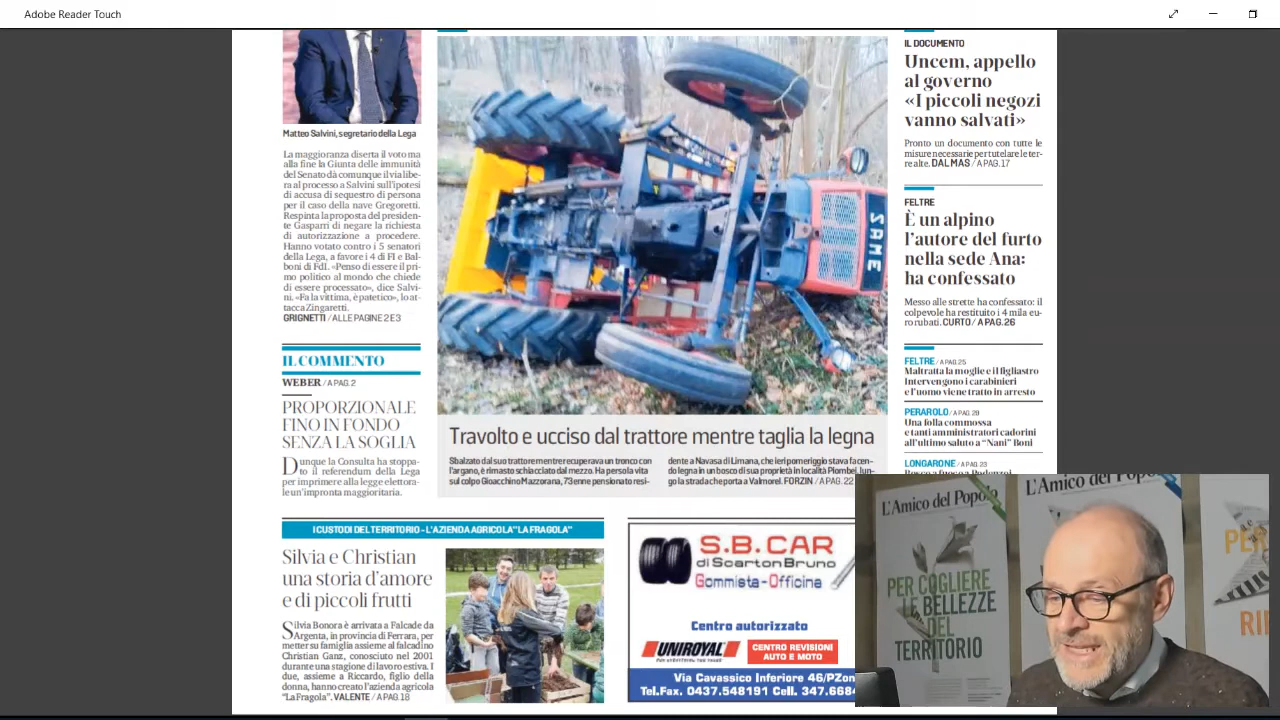 Adobe Reader Touch
Matteo Salvini, segretario della Lega
La maggioranza diserta il voto ma
alla fine la Giunta delle immunità
del Senato dà comunque il via libe-
ra al processo a Salvini sull'ipotesi
di accusa di sequestro di persona
per il caso della nave Gregoretti.
Respinta la proposta del presiden-
te Gasparri di negare la richiesta
di autorizzazione a procedere.
Hanno votato contro i 5 senatori
della Lega, a favore i 4 di FI e Bal-
boni di FdI. «Penso di essere il pri-
mo politico al mondo che chiede
di essere processato», dice Salvi-
ni. «Fa la vittima, è patetico», lo at-
tacca Zingaretti.
GRIGNETTI / ALLE PAGINE 2 E 3
IL COMMENTO
WEBER / A PAG. 2
PROPORZIONALE
FINO IN FONDO
SENZA LA SOGLIA
Dunque la Consulta ha stoppa-
to il referendum della Lega
per imprimere alla legge elettora-
le un'impronta maggioritaria.
SAME
Travolto e ucciso dal trattore mentre taglia la legna
Sbalzato dal suo trattore mentre recuperava un tronco con
l'argano, è rimasto schiacciato dal mezzo. Ha perso la vita
sul colpo Gioacchino Mazzorana, 73enne pensionato resi-
dente a Navasa di Limana, che ieri pomeriggio stava facen-
do legna in un bosco di sua proprietà in località Piombei, lun-
go la strada che porta a Valmorel. FORZIN / A PAG. 22
IL DOCUMENTO
Uncem, appello
al governo
«I piccoli negozi
vanno salvati»
Pronto un documento con tutte le
misure necessarie per tutelare le ter-
re alte. DAL MAS / A PAG. 17
FELTRE
È un alpino
l'autore del furto
nella sede Ana:
ha confessato
Messo alle strette ha confessato: il
colpevole ha restituito i 4 mila eu-
ro rubati. CURTO / A PAG. 26
FELTRE / A PAG. 25
Maltratta la moglie e il figliastro
Intervengono i carabinieri
e l'uomo viene tratto in arresto
PERAROLO / A PAG. 20
Una folla commossa
e tanti amministratori cadorini
all'ultimo saluto a "Nani" Boni
LONGARONE / A PAG. 23
I CUSTODI DEL TERRITORIO - L'AZIENDA AGRICOLA "LA FRAGOLA"
Silvia e Christian
una storia d'amore
e di piccoli frutti
Silvia Bonora è arrivata a Falcade da
Argenta, in provincia di Ferrara, per
metter su famiglia assieme al falcadino
Christian Ganz, conosciuto nel 2001
durante una stagione di lavoro estiva. I
due, assieme a Riccardo, figlio della
donna, hanno creato l'azienda agricola
"La Fragola". VALENTE / A PAG. 18
S.B. CAR
di Scarton Bruno
Gommista-Officina
Centro autorizzato
UNIROYAL
CENTRO REVISIONI
AUTO E MOTO
Via Cavassico Inferiore 46/P Zon
Tel.Fax. 0437.548191 Cell. 347.6684
L'Amico del Popolo
PER COGLIERE
LE BELLEZZE
DEL
TERRITORIO
L'Amico del Popolo
PER